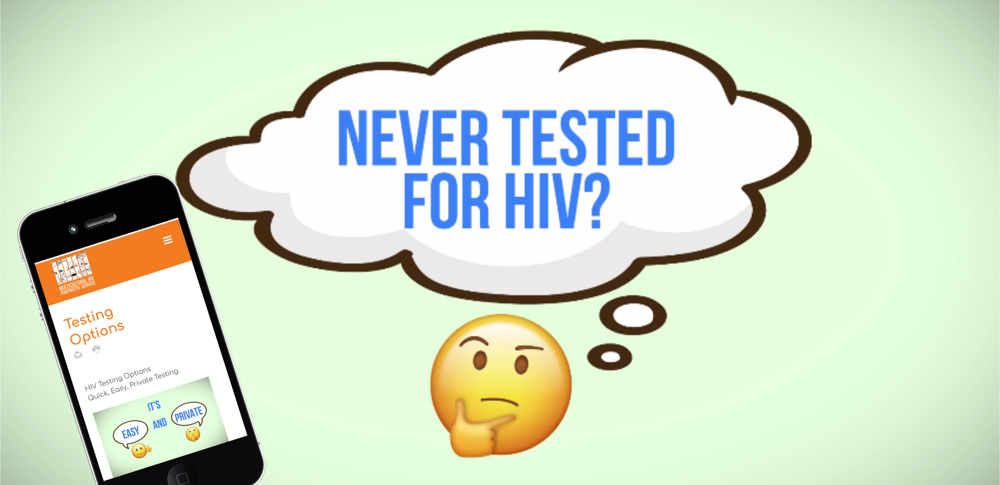 NEVER TESTED
FOR HIV?
MULTICULTURAL HIV
AND HEPATITIS SERVICE
Testing
Options
HIV Testing Options
Quick, Easy, Private Testing
IT'S
EASY
AND
PRIVATE